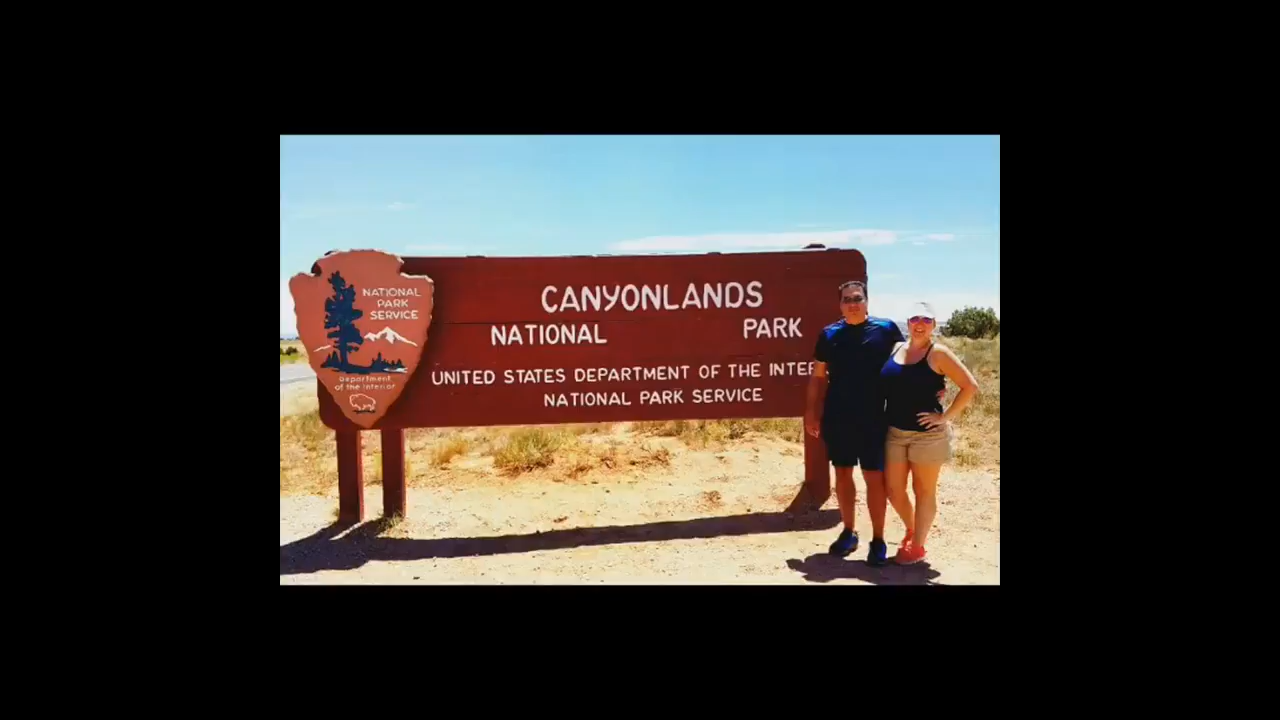 NATIONAL
PARK
SERVICE
Department
of the Interior
CANYONLANDS
NATIONAL PARK
UNITED STATES DEPARTMENT OF THE INTER
NATIONAL PARK SERVICE